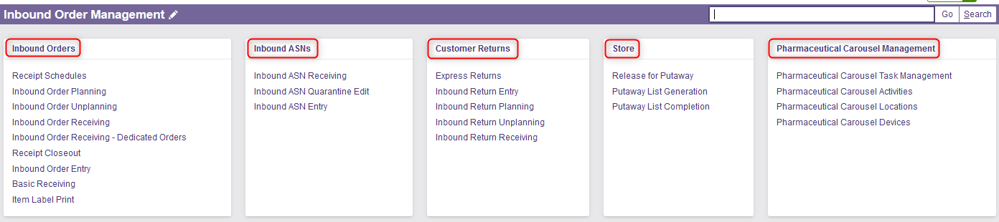 Inbound Order Management
Go
Search
Inbound Orders
Receipt Schedules
Inbound Order Planning
Inbound Order Unplanning
Inbound Order Receiving
Inbound Order Receiving - Dedicated Orders
Receipt Closeout
Inbound Order Entry
Basic Receiving
Item Label Print
Inbound ASNs
Inbound ASN Receiving
Inbound ASN Quarantine Edit
Inbound ASN Entry
Customer Returns
Express Returns
Inbound Return Entry
Inbound Return Planning
Inbound Return Unplanning
Inbound Return Receiving
Store
Release for Putaway
Putaway List Generation
Putaway List Completion
Pharmaceutical Carousel Management
Pharmaceutical Carousel Task Management
Pharmaceutical Carousel Activities
Pharmaceutical Carousel Locations
Pharmaceutical Carousel Devices